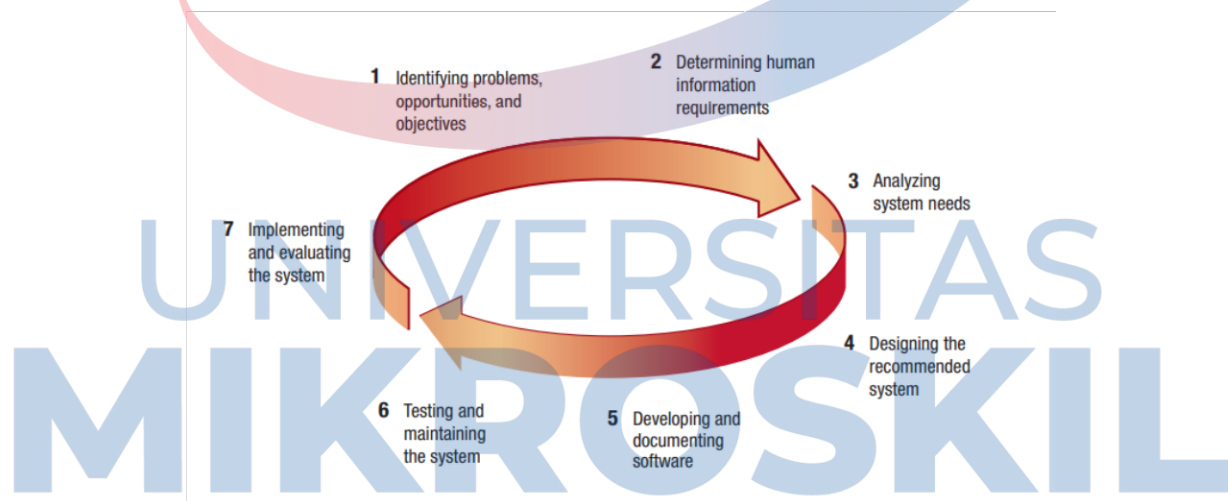 1 Identifying problems,
opportunities, and
objectives
2 Determining human
information
requirements
3 Analyzing
system needs
4 Designing the
recommended
system
5 Developing and
documenting
software
6 Testing and
maintaining
the system
7 Implementing
and evaluating
the system
UNIVERSITAS
MIKROSKIL